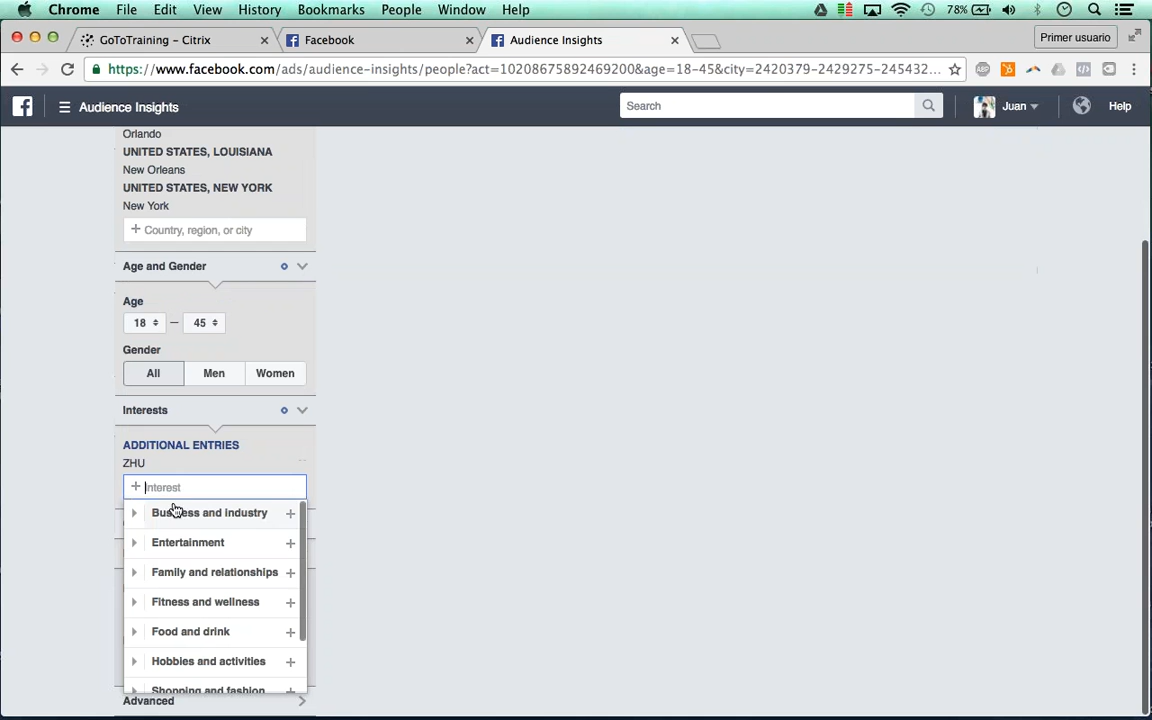 Chrome File Edit View History Bookmarks People Window Help 78%
GoToTraining - Citrix
Facebook
Audience Insights
Primer usuario
https://www.facebook.com/ads/audience-insights/people?act=10208675892469200&age=18-45&city=2420379-2429275-245432...
ABP
Audience Insights
Search
Juan
Help
Orlando
UNITED STATES, LOUISIANA
New Orleans
UNITED STATES, NEW YORK
New York
+ Country, region, or city
Age and Gender
Age
18 — 45
Gender
All Men Women
Interests
ADDITIONAL ENTRIES
ZHU
+ Interest
Business and industry +
Entertainment +
Family and relationships +
Fitness and wellness +
Food and drink +
Hobbies and activities +
Shopping and fashion +
Advanced